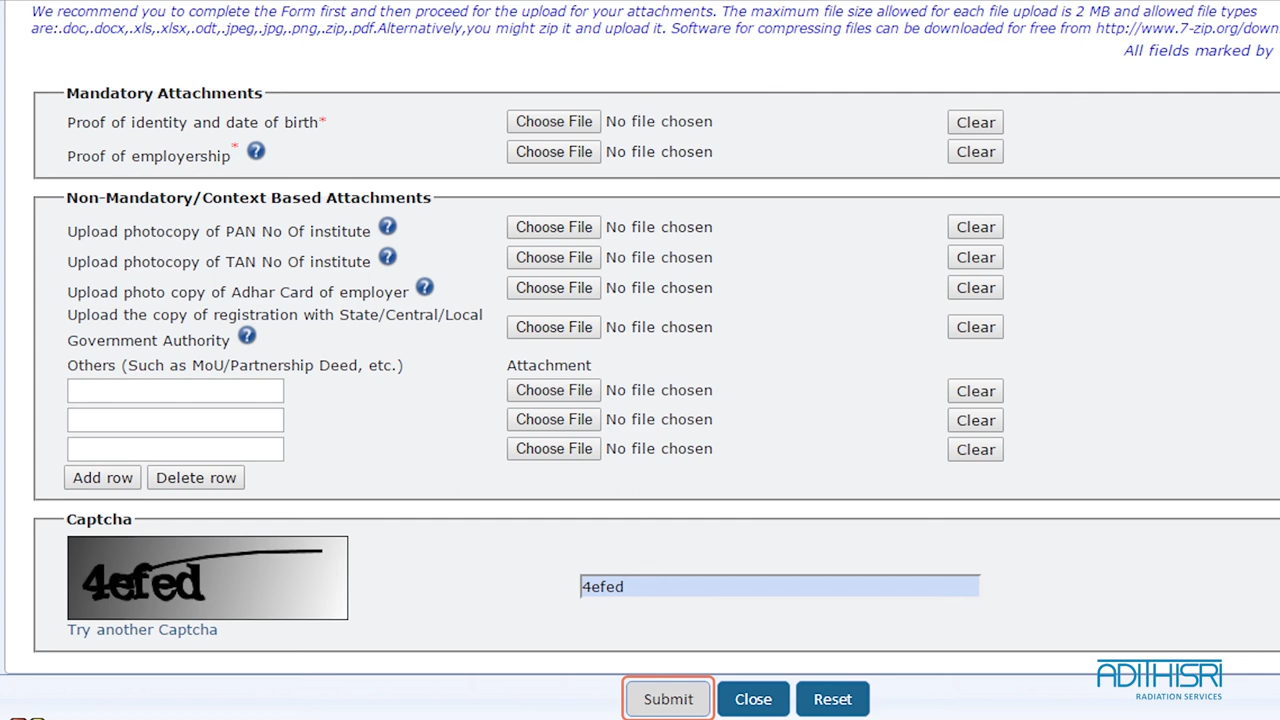 We recommend you to complete the Form first and then proceed for the upload for your attachments. The maximum file size allowed for each file upload is 2 MB and allowed file types
are:.doc,.docx,.xls,.xlsx,.odt,.jpeg,.jpg,.png,.zip,.pdf.Alternatively,you might zip it and upload it. Software for compressing files can be downloaded for free from http://www.7-zip.org/down
All fields marked by
Mandatory Attachments
Proof of identity and date of birth* Choose File No file chosen Clear
Proof of employership* ? Choose File No file chosen Clear
Non-Mandatory/Context Based Attachments
Upload photocopy of PAN No Of institute ? Choose File No file chosen Clear
Upload photocopy of TAN No Of institute ? Choose File No file chosen Clear
Upload photo copy of Adhar Card of employer ? Choose File No file chosen Clear
Upload the copy of registration with State/Central/Local
Government Authority ? Choose File No file chosen Clear
Others (Such as MoU/Partnership Deed, etc.) Attachment
Choose File No file chosen Clear
Choose File No file chosen Clear
Choose File No file chosen Clear
Add row Delete row
Captcha
4efed 4efed
Try another Captcha
Submit Close Reset
ADITHISRI
RADIATION SERVICES